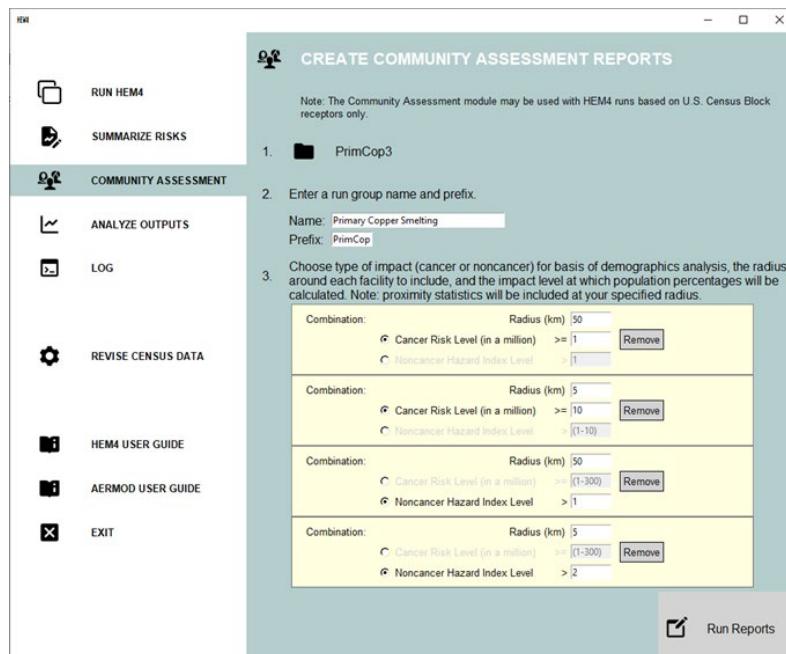 HEM4
RUN HEM4
SUMMARIZE RISKS
COMMUNITY ASSESSMENT
ANALYZE OUTPUTS
LOG
REVISE CENSUS DATA
HEM4 USER GUIDE
AERMOD USER GUIDE
EXIT
CREATE COMMUNITY ASSESSMENT REPORTS
Note: The Community Assessment module may be used with HEM4 runs based on U.S. Census Block
receptors only.
1. PrimCop3
2. Enter a run group name and prefix.
Name: Primary Copper Smelting
Prefix: PrimCop
3. Choose type of impact (cancer or noncancer) for basis of demographics analysis, the radius
around each facility to include, and the impact level at which population percentages will be
calculated. Note: proximity statistics will be included at your specified radius.
Combination: Radius (km) 50
Cancer Risk Level (in a million) >= 1 Remove
Noncancer Hazard Index Level > 1
Combination: Radius (km) 5
Cancer Risk Level (in a million) >= 10 Remove
Noncancer Hazard Index Level > (1-10)
Combination: Radius (km) 50
Cancer Risk Level (in a million) >= (1-300) Remove
Noncancer Hazard Index Level > 1
Combination: Radius (km) 5
Cancer Risk Level (in a million) >= (1-300) Remove
Noncancer Hazard Index Level > 2
Run Reports